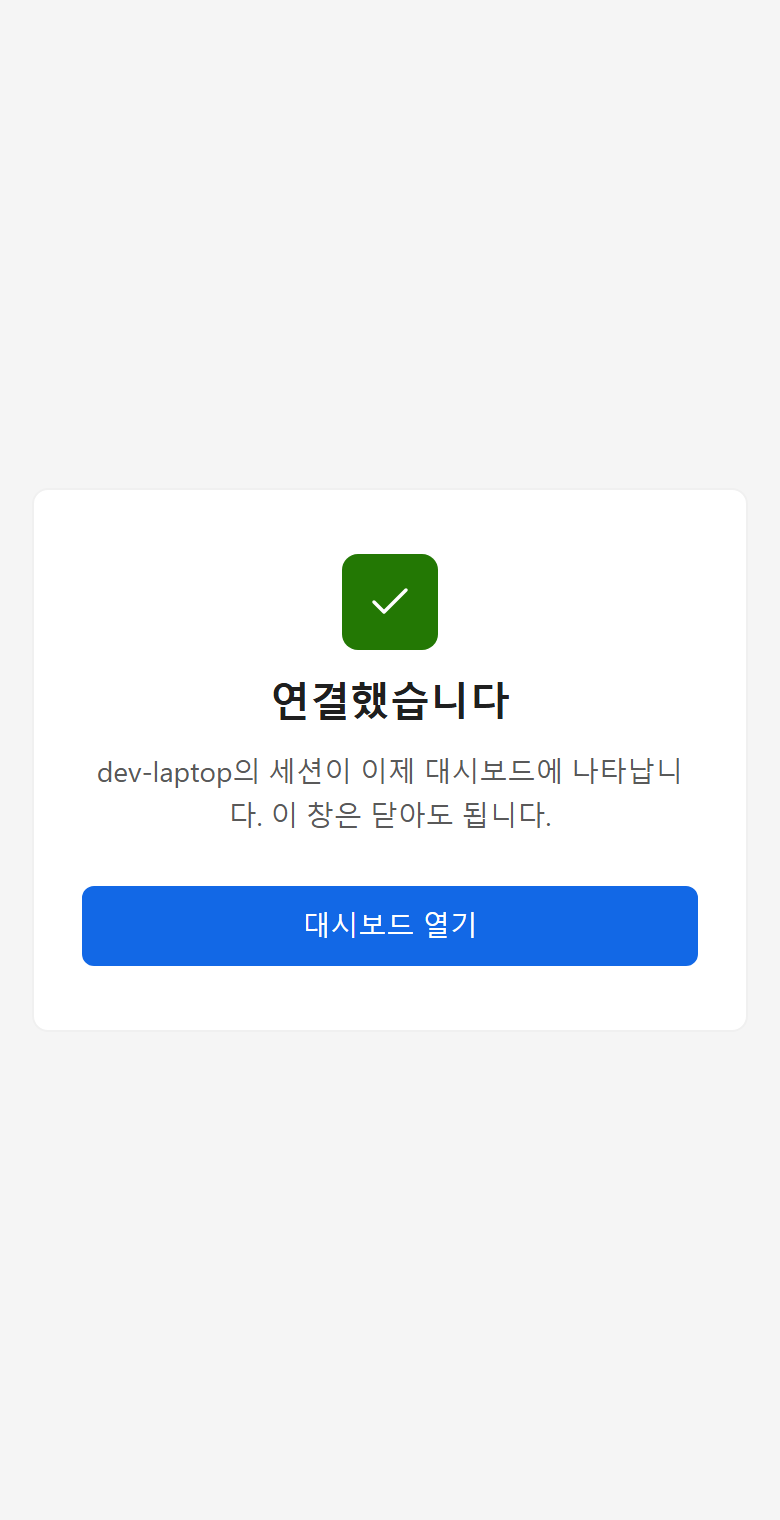 연결했습니다
dev-laptop의 세션이 이제 대시보드에 나타납니
다. 이 창은 닫아도 됩니다.
대시보드 열기